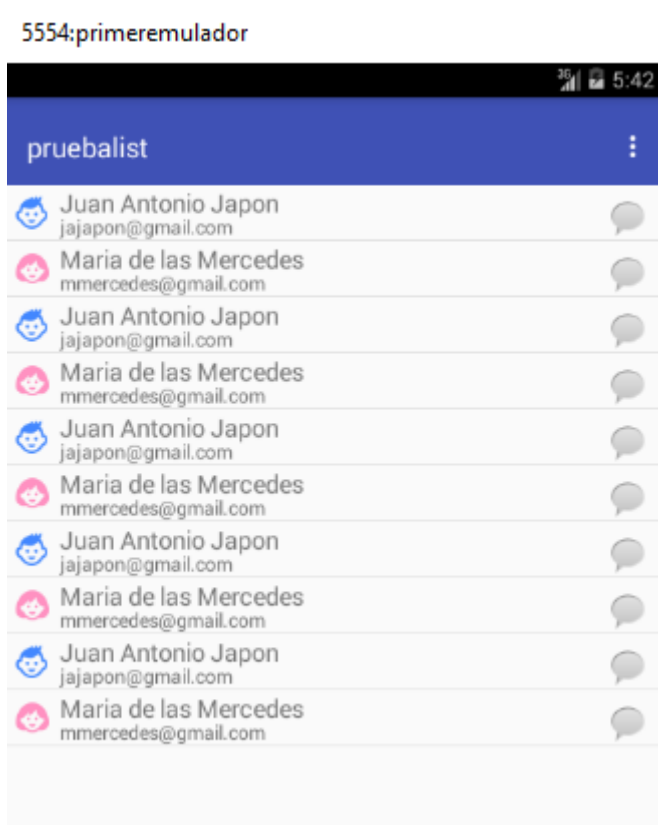 5554:primeremulador
3G 5:42
pruebalist
Juan Antonio Japon
jajapon@gmail.com
Maria de las Mercedes
mmercedes@gmail.com
Juan Antonio Japon
jajapon@gmail.com
Maria de las Mercedes
mmercedes@gmail.com
Juan Antonio Japon
jajapon@gmail.com
Maria de las Mercedes
mmercedes@gmail.com
Juan Antonio Japon
jajapon@gmail.com
Maria de las Mercedes
mmercedes@gmail.com
Juan Antonio Japon
jajapon@gmail.com
Maria de las Mercedes
mmercedes@gmail.com